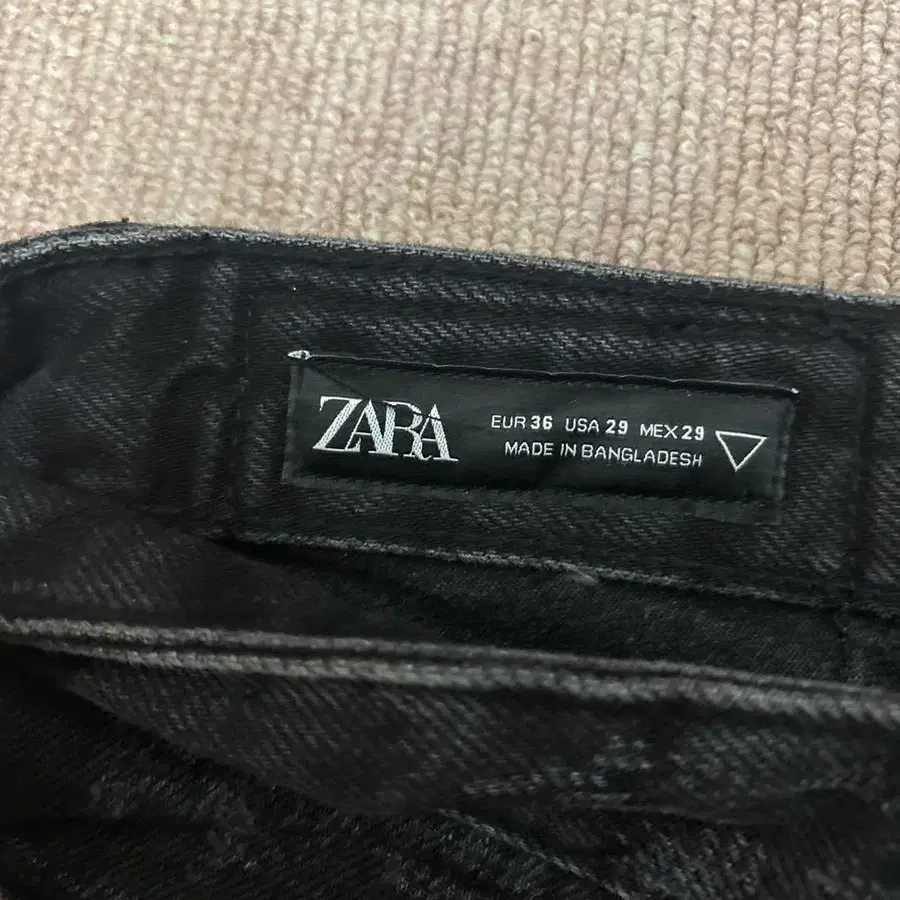 ZARA
EUR 36 USA 29 MEX 29
MADE IN BANGLADESH